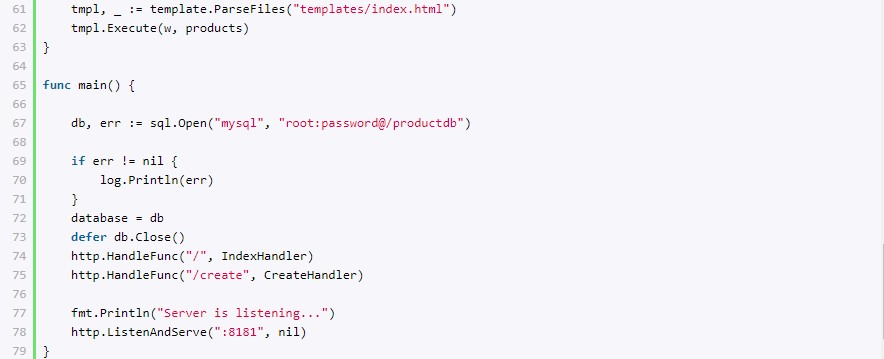 61 tmpl, _ := template.ParseFiles("templates/index.html")
62 tmpl.Execute(w, products)
63 }
64
65 func main() {
66
67 db, err := sql.Open("mysql", "root:password@/productdb")
68
69 if err != nil {
70 log.Println(err)
71 }
72 database = db
73 defer db.Close()
74 http.HandleFunc("/", IndexHandler)
75 http.HandleFunc("/create", CreateHandler)
76
77 fmt.Println("Server is listening...")
78 http.ListenAndServe(":8181", nil)
79 }